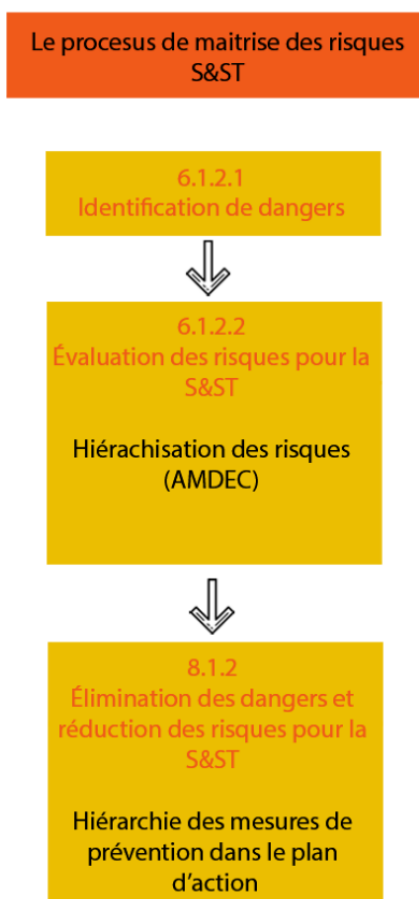 Le procesus de maitrise des risques
S&ST
6.1.2.1
Identification de dangers
6.1.2.2
Évaluation des risques pour la
S&ST
Hiérachisation des risques
(AMDEC)
8.1.2
Élimination des dangers et
réduction des risques pour la
S&ST
Hiérarchie des mesures de
prévention dans le plan
d'action